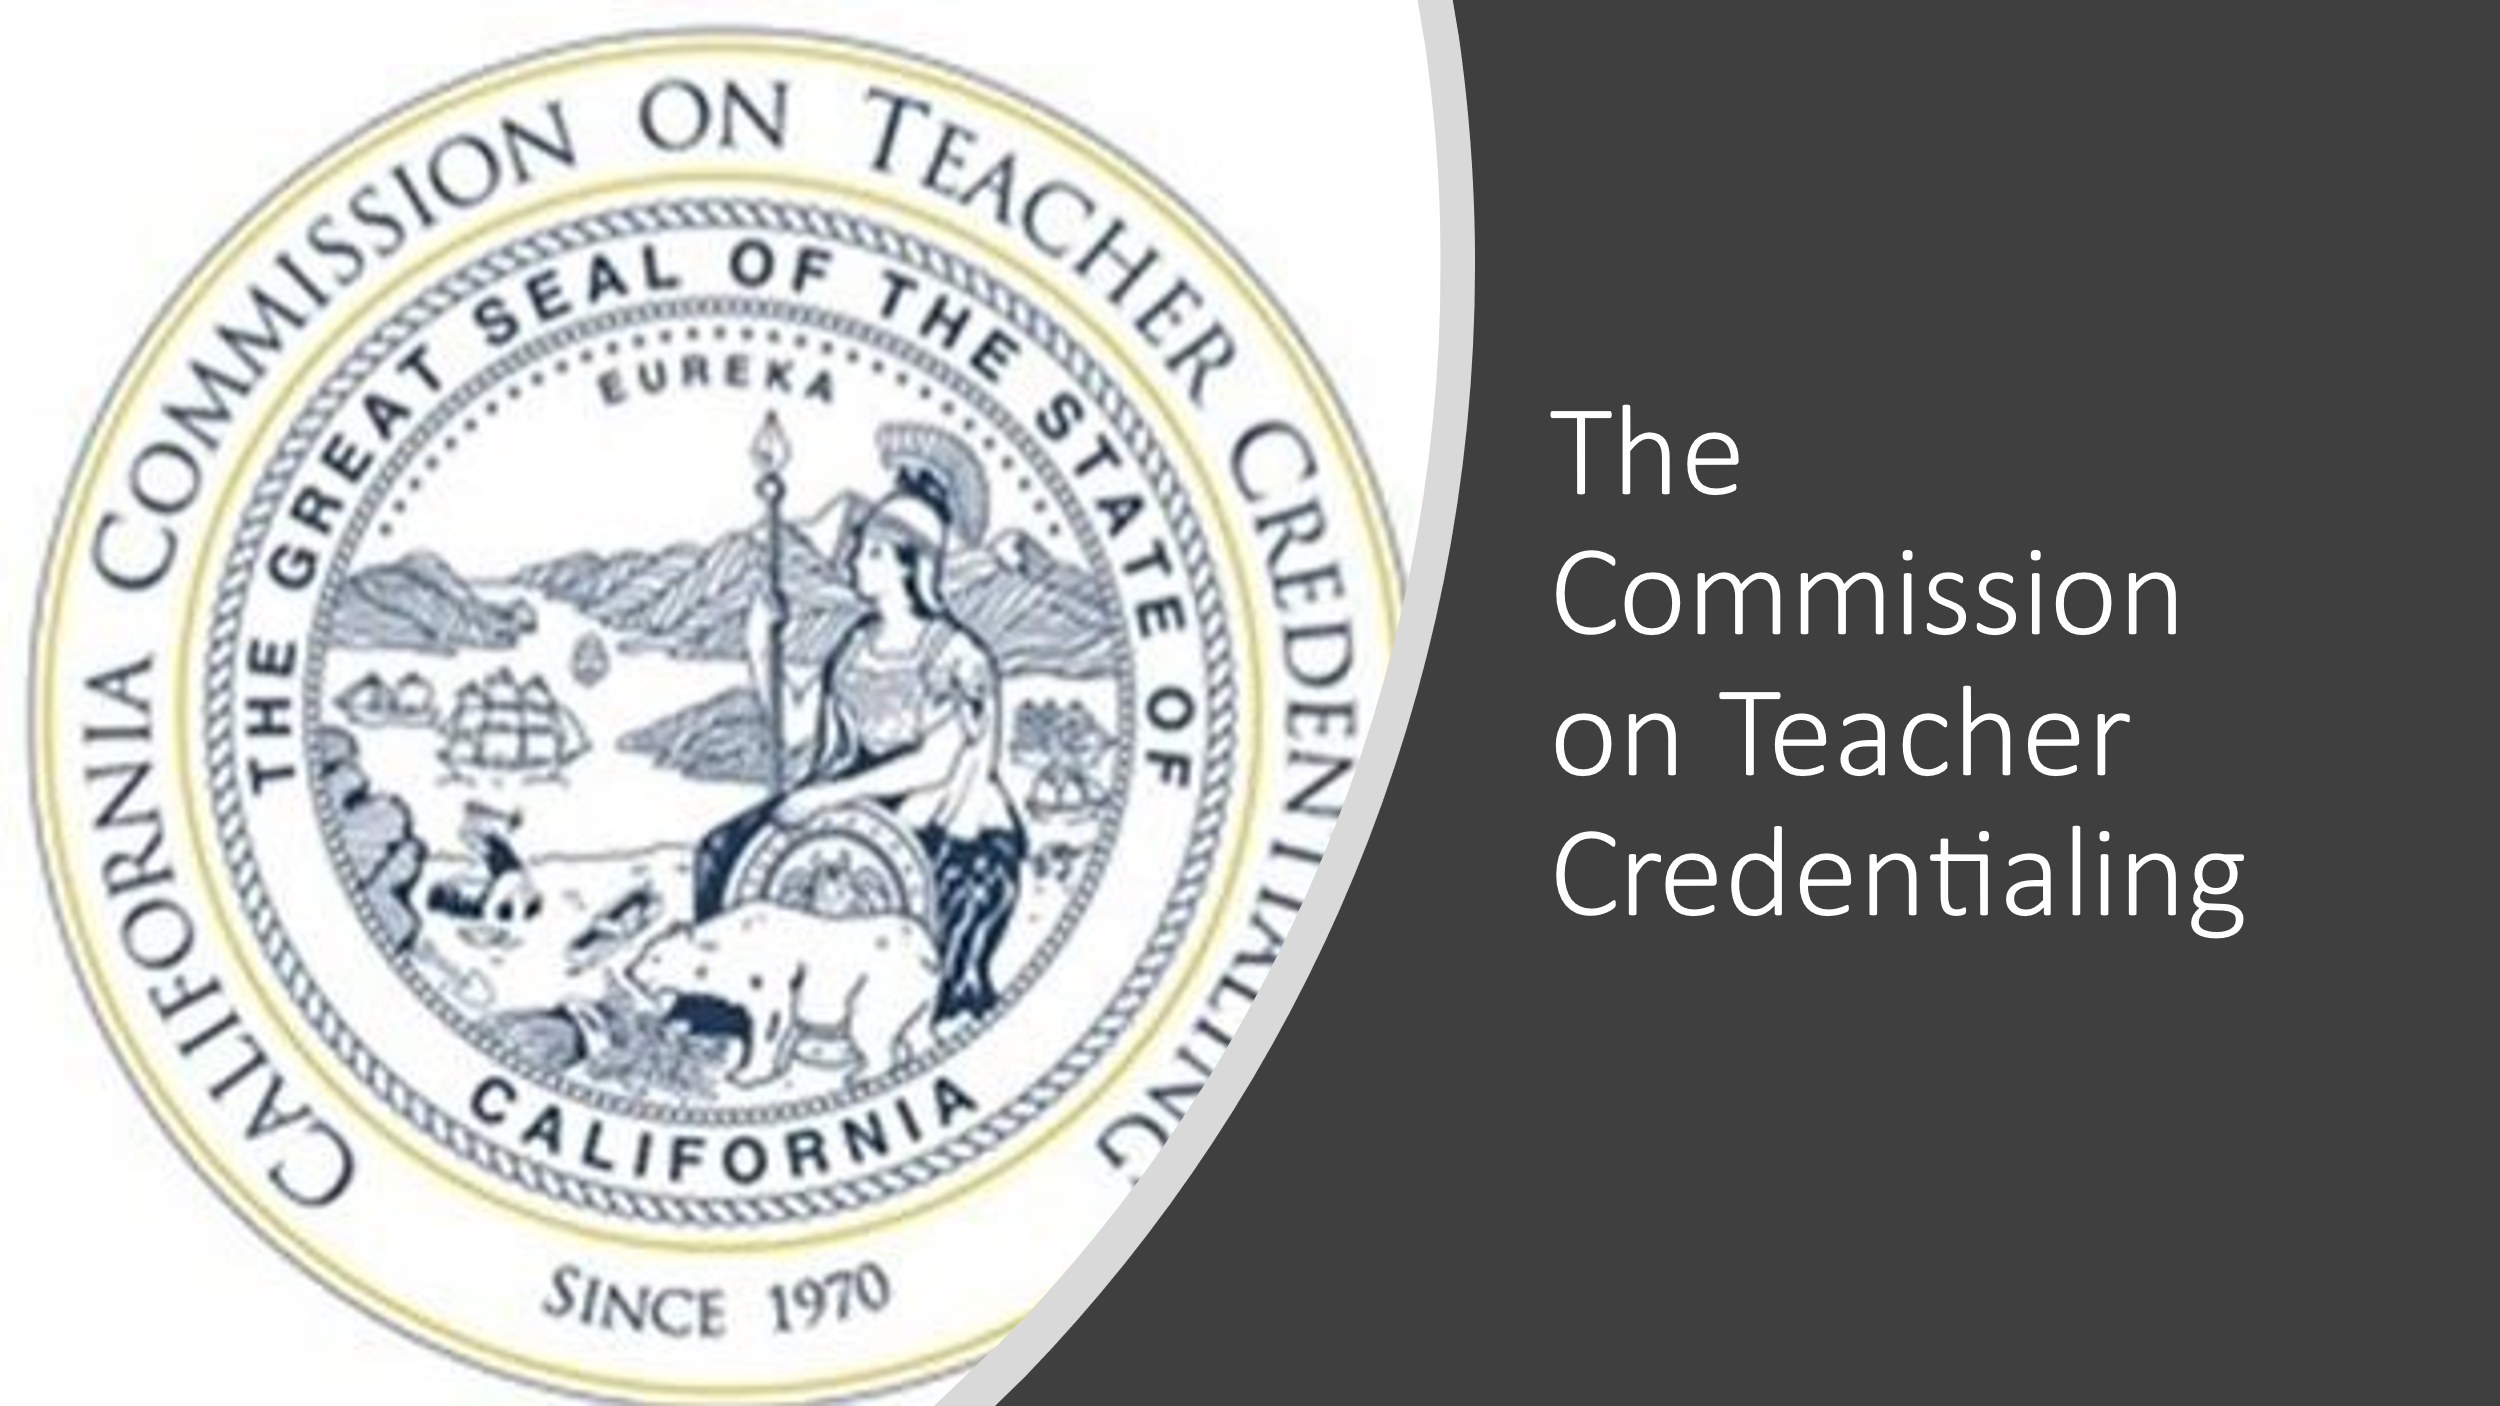 CALIFORNIA COMMISSION ON TEACHER CREDENTIALING
THE GREAT SEAL OF THE STATE OF
EUREKA
CALIFORNIA
SINCE 1970
The
Commission
on Teacher
Credentialing